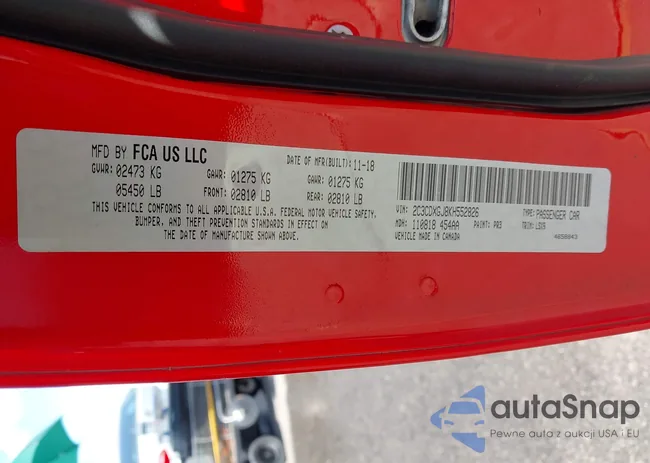 MFD BY FCA US LLC
DATE OF MFR(BUILT): 11-18
GVWR: 02473 KG GAWR: 01275 KG GAWR: 01275 KG
05450 LB FRONT: 02810 LB REAR: 02810 LB
THIS VEHICLE CONFORMS TO ALL APPLICABLE U.S.A. FEDERAL MOTOR VEHICLE SAFETY,
BUMPER, AND THEFT PREVENTION STANDARDS IN EFFECT ON
THE DATE OF MANUFACTURE SHOWN ABOVE.
VIN: 2C3CDXGJ8KH552826 TYPE: PASSENGER CAR
MDH: 110818 454AA PAINT: PR3 TRIM:
VEHICLE MADE IN CANADA
autaSnap
Pewne auta z aukcji USA i EU